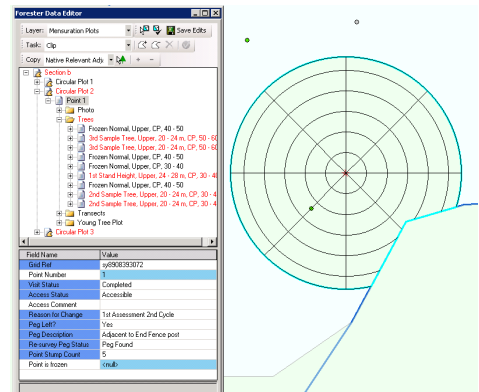 Forester Data Editor
Layer: Mensuration Plots Save Edits
Task: Clip
Copy Native Relevant Adj
Section b
Circular Plot 1
Circular Plot 2
Point 1
Photo
Trees
Frozen Normal, Upper, CP, 40 - 50
3rd Sample Tree, Upper, 20 - 24 m, CP, 50 - 60
3rd Sample Tree, Upper, 20 - 24 m, CP, 50 - 60
Frozen Normal, Upper, CP, 40 - 50
Frozen Normal, Upper, CP, 30 - 40
1st Stand Height, Upper, 24 - 28 m, CP, 30 - 40
Frozen Normal, Upper, CP, 40 - 50
2nd Sample Tree, Upper, 20 - 24 m, CP, 30 - 4
2nd Sample Tree, Upper, 20 - 24 m, CP, 30 - 4
Transects
Young Tree Plot
Circular Plot 3
Field Name Value
Grid Ref sy8908393072
Point Number 1
Visit Status Completed
Access Status Accessible
Access Comment
Reason for Change 1st Assessment 2nd Cycle
Peg Left? Yes
Peg Description Adjacent to End Fence post
Re-survey Peg Status Peg Found
Point Stump Count 5
Point is frozen <null>